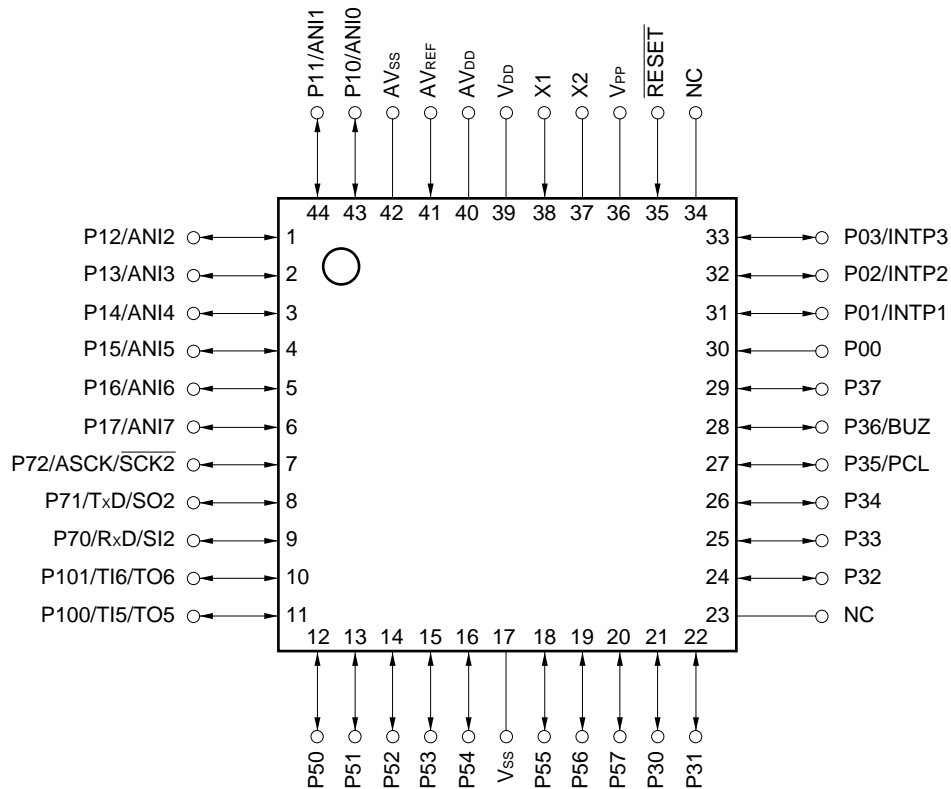 P11/ANI1
P10/ANI0
AVSS
AVREF
AVDD
VDD
X1
X2
VPP
RESET
NC
44 43 42 41 40 39 38 37 36 35 34
P12/ANI2 1 33 P03/INTP3
P13/ANI3 2 32 P02/INTP2
P14/ANI4 3 31 P01/INTP1
P15/ANI5 4 30 P00
P16/ANI6 5 29 P37
P17/ANI7 6 28 P36/BUZ
P72/ASCK/SCK2 7 27 P35/PCL
P71/TxD/SO2 8 26 P34
P70/RxD/SI2 9 25 P33
P101/TI6/TO6 10 24 P32
P100/TI5/TO5 11 23 NC
12 13 14 15 16 17 18 19 20 21 22
P50
P51
P52
P53
P54
VSS
P55
P56
P57
P30
P31